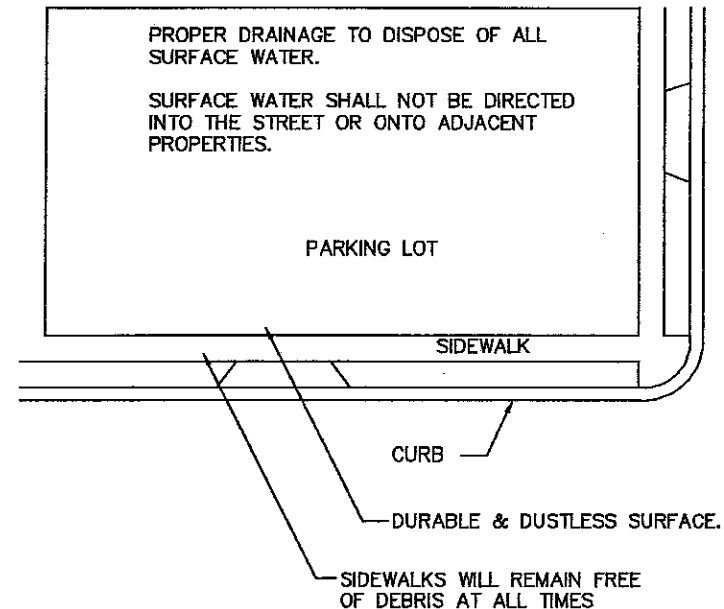 PROPER DRAINAGE TO DISPOSE OF ALL
SURFACE WATER.
SURFACE WATER SHALL NOT BE DIRECTED
INTO THE STREET OR ONTO ADJACENT
PROPERTIES.
PARKING LOT
SIDEWALK
CURB
DURABLE & DUSTLESS SURFACE.
SIDEWALKS WILL REMAIN FREE
OF DEBRIS AT ALL TIMES